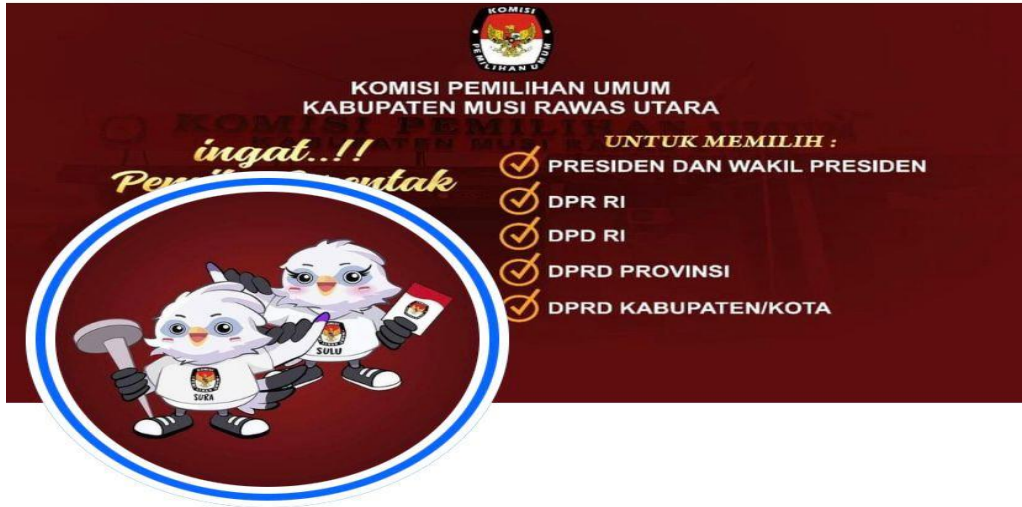 KOMISI
PEMILIHAN UMUM
KOMISI PEMILIHAN UMUM
KABUPATEN MUSI RAWAS UTARA
ingat..!!
UNTUK MEMILIH :
PRESIDEN DAN WAKIL PRESIDEN
DPR RI
DPD RI
DPRD PROVINSI
DPRD KABUPATEN/KOTA
SULU
SURA